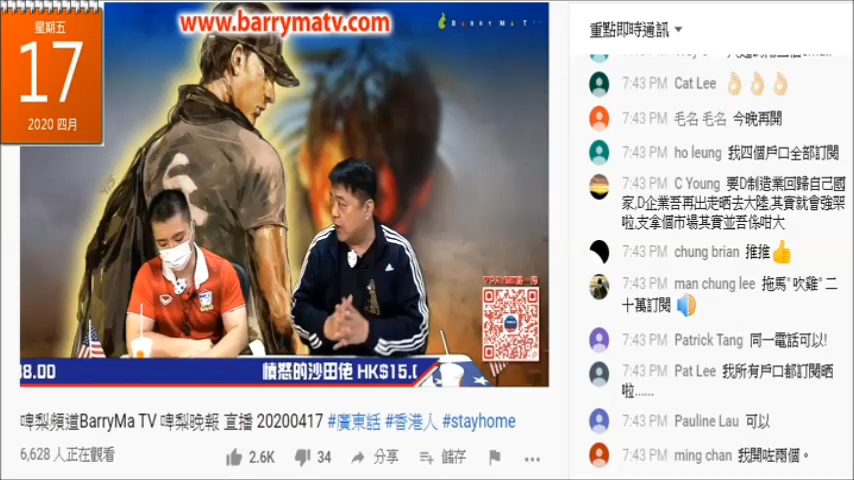 星期五
17
2020 四月
www.barrymatv.com
BARRY MA T
38.00
憤怒的沙田佬 HK$15.0
啤梨頻道BarryMa TV 啤梨晚報 直播 20200417 #廣東話 #香港人 #stayhome
6,628 人正在觀看
2.6K
34
分享
儲存
重點即時通訊
7:43 PM Cat Lee 👌🏻👌🏻👌🏻
7:43 PM 毛名 毛名 今晚再開
7:43 PM ho leung 我四個戶口全部訂閱
7:43 PM C Young 要D制造業回歸自己國
家,D企業吾再出走晒去大陸,其實就會強架
啦,支拿個市場其實並吾係咁大
7:43 PM chung brian 推推👍
7:43 PM man chung lee 拖馬"吹雞"二
十萬訂閱 🔊
7:43 PM Patrick Tang 同一電話可以!
7:43 PM Pat Lee 我所有戶口都訂閱晒
啦......
7:43 PM Pauline Lau 可以
7:43 PM ming chan 我開咗兩個。